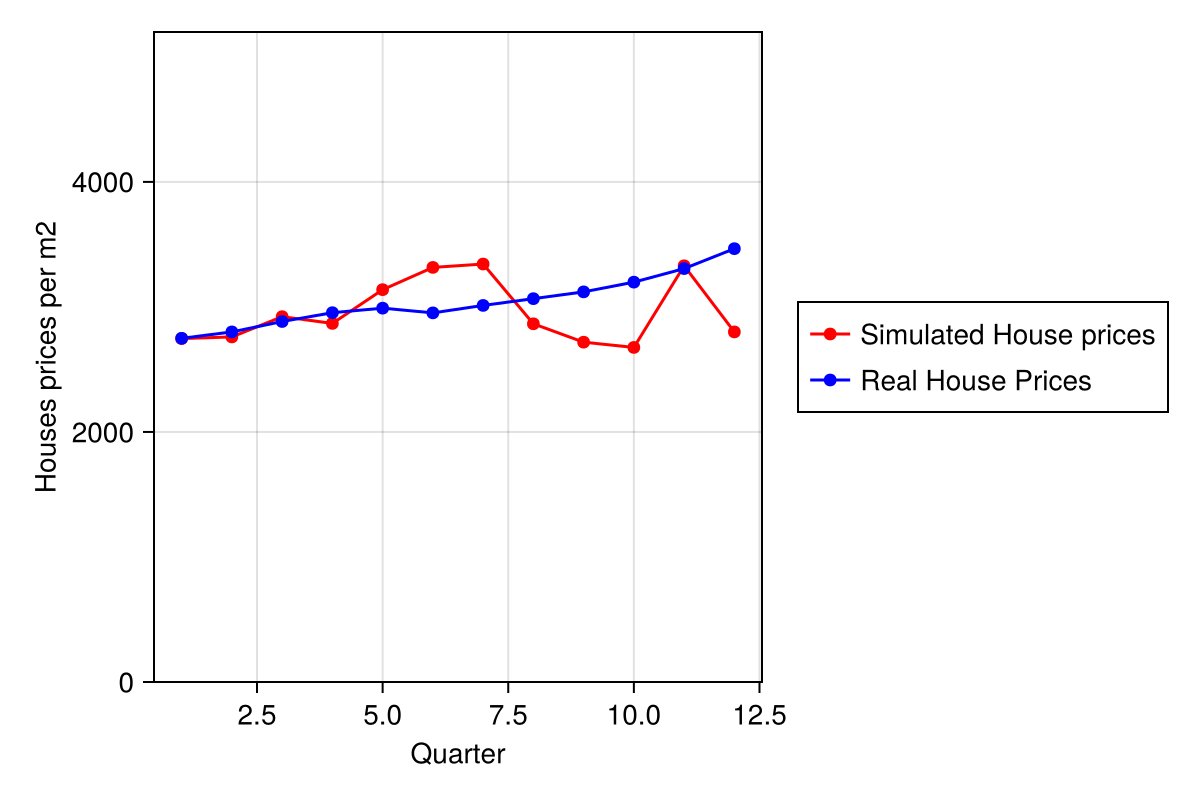 4000
2000
0
Houses prices per m2
2.5 5.0 7.5 10.0 12.5
Quarter
Simulated House prices
Real House Prices